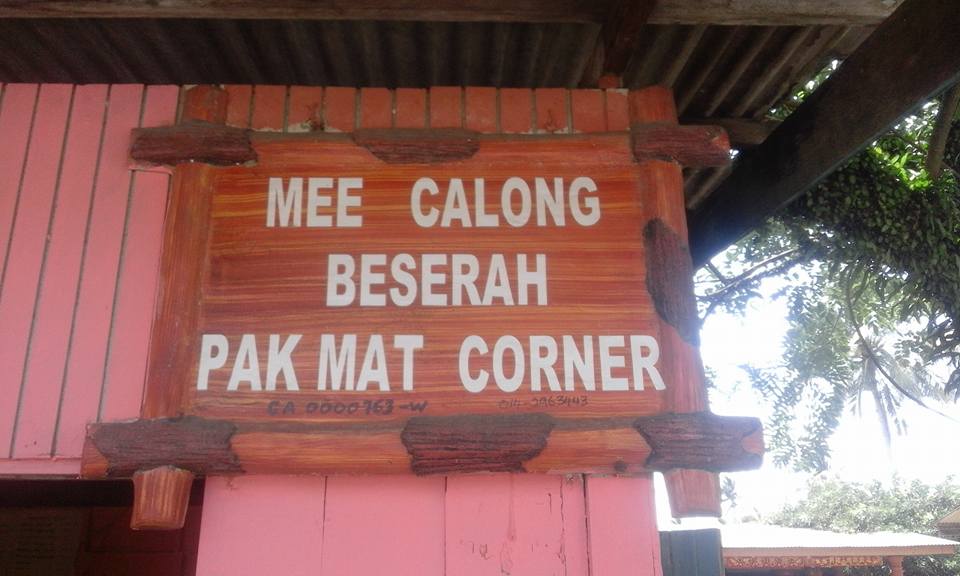 MEE CALONG
BESERAH
PAK MAT CORNER
CA 0000763-W 014-2963443